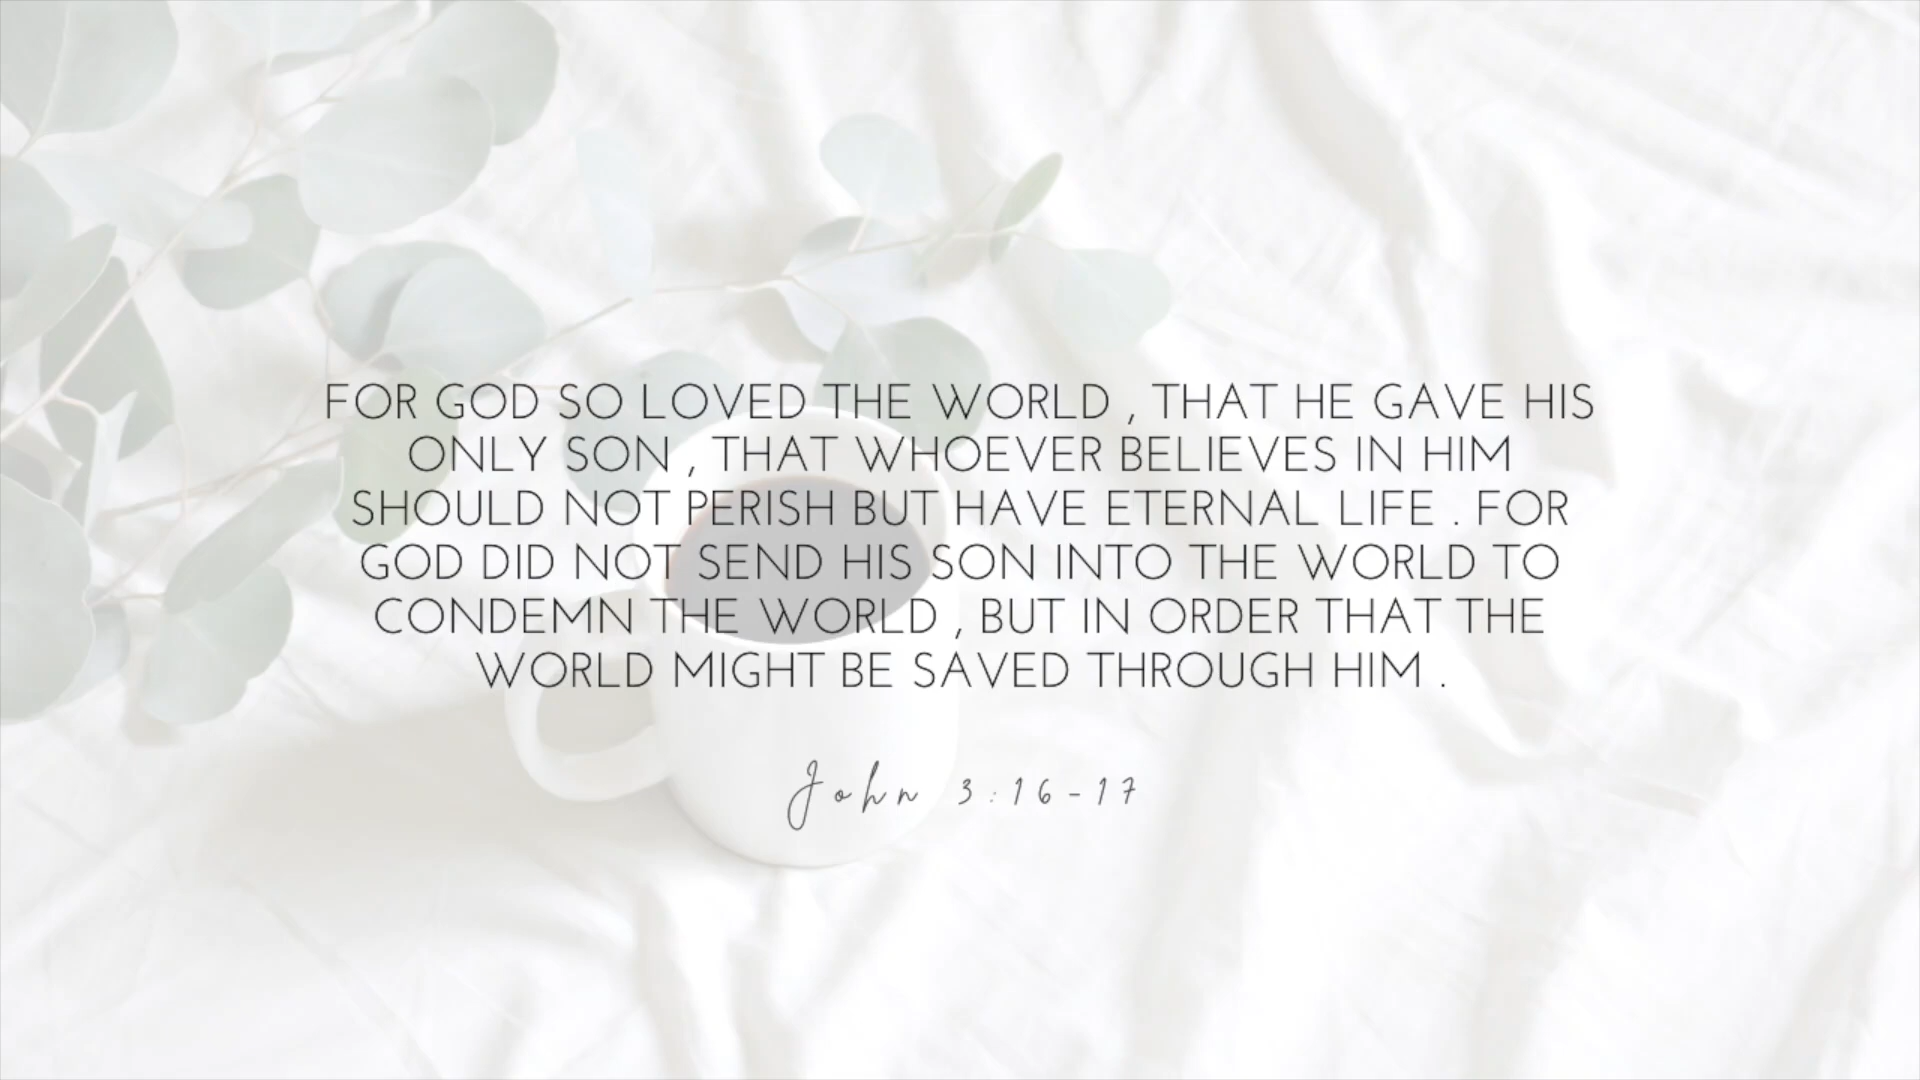 FOR GOD SO LOVED THE WORLD , THAT HE GAVE HIS
ONLY SON , THAT WHOEVER BELIEVES IN HIM
SHOULD NOT PERISH BUT HAVE ETERNAL LIFE . FOR
GOD DID NOT SEND HIS SON INTO THE WORLD TO
CONDEMN THE WORLD , BUT IN ORDER THAT THE
WORLD MIGHT BE SAVED THROUGH HIM .
John 3:16-17